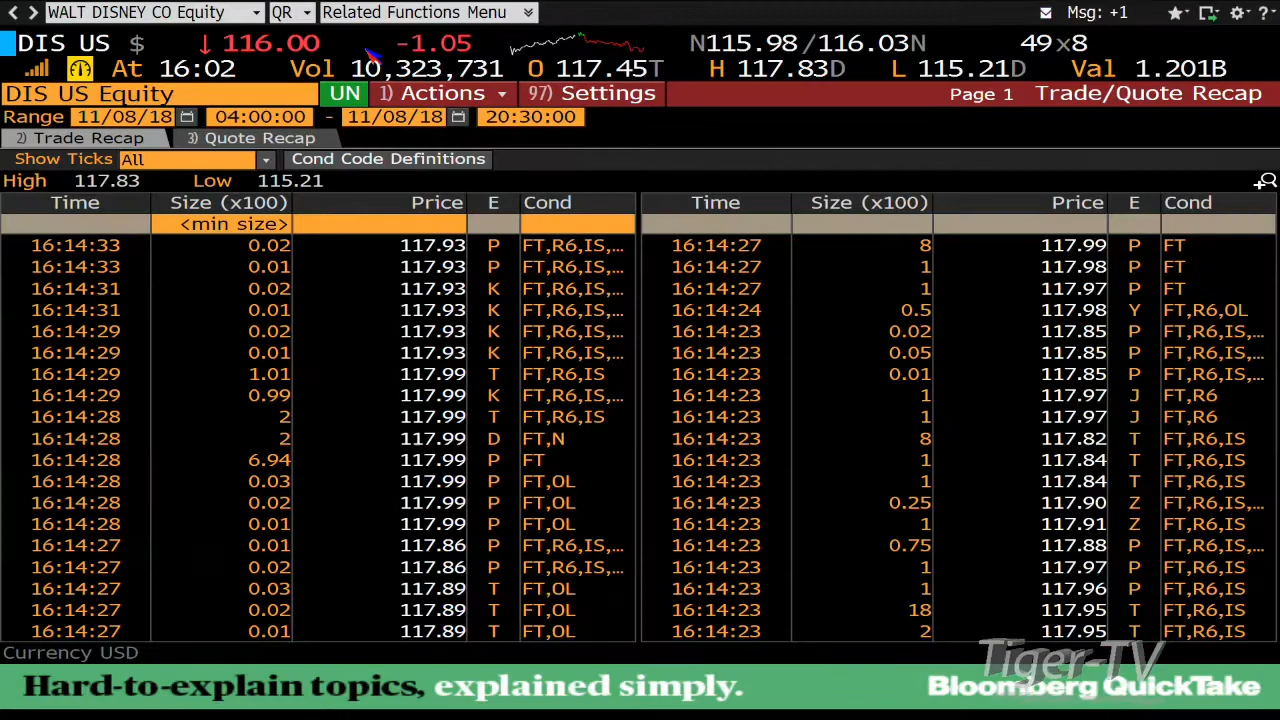 WALT DISNEY CO Equity QR Related Functions Menu Msg: +1 ?
DIS US $ ↓ 116.00 -1.05 N115.98/116.03N 49x8
At 16:02 Vol 10,323,731 O 117.45T H 117.83D L 115.21D Val 1.201B
DIS US Equity UN 1) Actions 97) Settings Page 1 Trade/Quote Recap
Range 11/08/18 04:00:00 - 11/08/18 20:30:00
2) Trade Recap 3) Quote Recap
Show Ticks All Cond Code Definitions
High 117.83 Low 115.21
Time Size (x100) Price E Cond Time Size (x100) Price E Cond
<min size>
16:14:33 0.02 117.93 P FT,R6,IS,... 16:14:27 8 117.99 P FT
16:14:33 0.01 117.93 P FT,R6,IS,... 16:14:27 1 117.98 P FT
16:14:31 0.02 117.93 K FT,R6,IS,... 16:14:27 1 117.97 P FT
16:14:31 0.01 117.93 K FT,R6,IS,... 16:14:24 0.5 117.98 Y FT,R6,OL
16:14:29 0.02 117.93 K FT,R6,IS,... 16:14:23 0.02 117.85 P FT,R6,IS,...
16:14:29 0.01 117.93 K FT,R6,IS,... 16:14:23 0.05 117.85 P FT,R6,IS,...
16:14:29 1.01 117.99 T FT,R6,IS 16:14:23 0.01 117.85 P FT,R6,IS,...
16:14:29 0.99 117.99 K FT,R6,IS,... 16:14:23 1 117.97 J FT,R6
16:14:28 2 117.99 T FT,R6,IS 16:14:23 1 117.97 J FT,R6
16:14:28 2 117.99 D FT,N 16:14:23 8 117.82 T FT,R6,IS
16:14:28 6.94 117.99 P FT 16:14:23 1 117.84 T FT,R6,IS
16:14:28 0.03 117.99 P FT,OL 16:14:23 1 117.84 T FT,R6,IS
16:14:28 0.02 117.99 P FT,OL 16:14:23 0.25 117.90 Z FT,R6,IS,...
16:14:28 0.01 117.99 P FT,OL 16:14:23 1 117.91 Z FT,R6,IS
16:14:27 0.01 117.86 P FT,R6,IS,... 16:14:23 0.75 117.88 P FT,R6,IS,...
16:14:27 0.02 117.86 P FT,R6,IS,... 16:14:23 1 117.97 P FT,R6,IS
16:14:27 0.03 117.89 T FT,OL 16:14:23 1 117.96 P FT,R6,IS
16:14:27 0.02 117.89 T FT,OL 16:14:23 18 117.95 T FT,R6,IS
16:14:27 0.01 117.89 T FT,OL 16:14:23 2 117.95 T FT,R6,IS
Currency USD
Tiger-TV
Hard-to-explain topics, explained simply. Bloomberg QuickTake